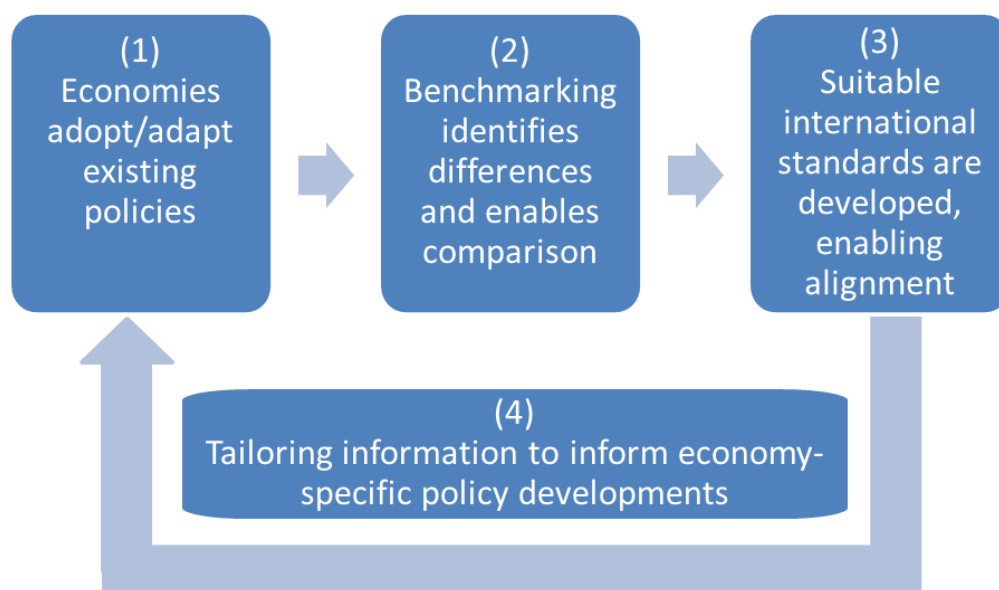 (1)
Economies
adopt/adapt
existing
policies
(2)
Benchmarking
identifies
differences
and enables
comparison
(3)
Suitable
international
standards are
developed,
enabling
alignment
(4)
Tailoring information to inform economy-
specific policy developments